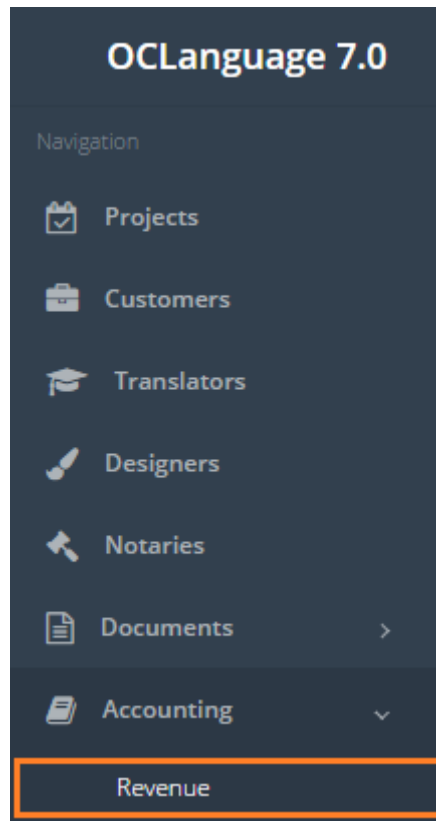 OCLanguage 7.0
Navigation
Projects
Customers
Translators
Designers
Notaries
Documents
Accounting
Revenue